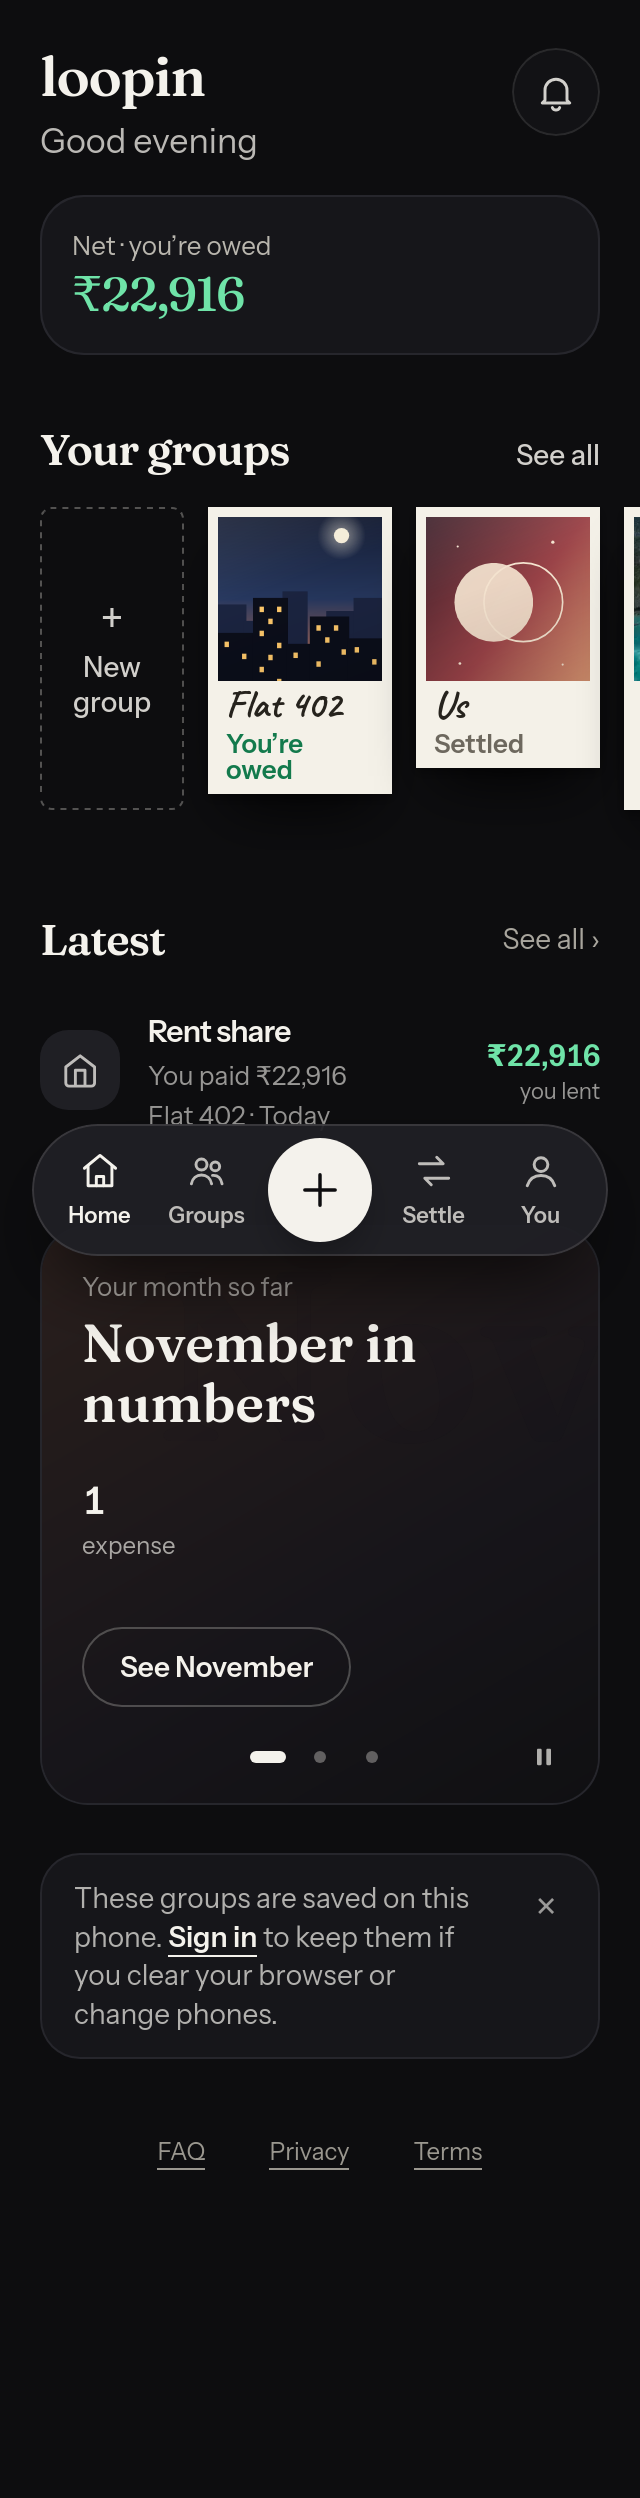 loopin
Good evening
Net · you’re owed
₹22,916
Your groups
See all
+
New
group
Flat 402
You’re
owed
Us
Settled
Latest
See all ›
Rent share
You paid ₹22,916
Flat 402 · Today
₹22,916
you lent
Home
Groups
Settle
You
Your month so far
November in
numbers
1
expense
See November
These groups are saved on this
phone. Sign in to keep them if
you clear your browser or
change phones.
FAQ
Privacy
Terms